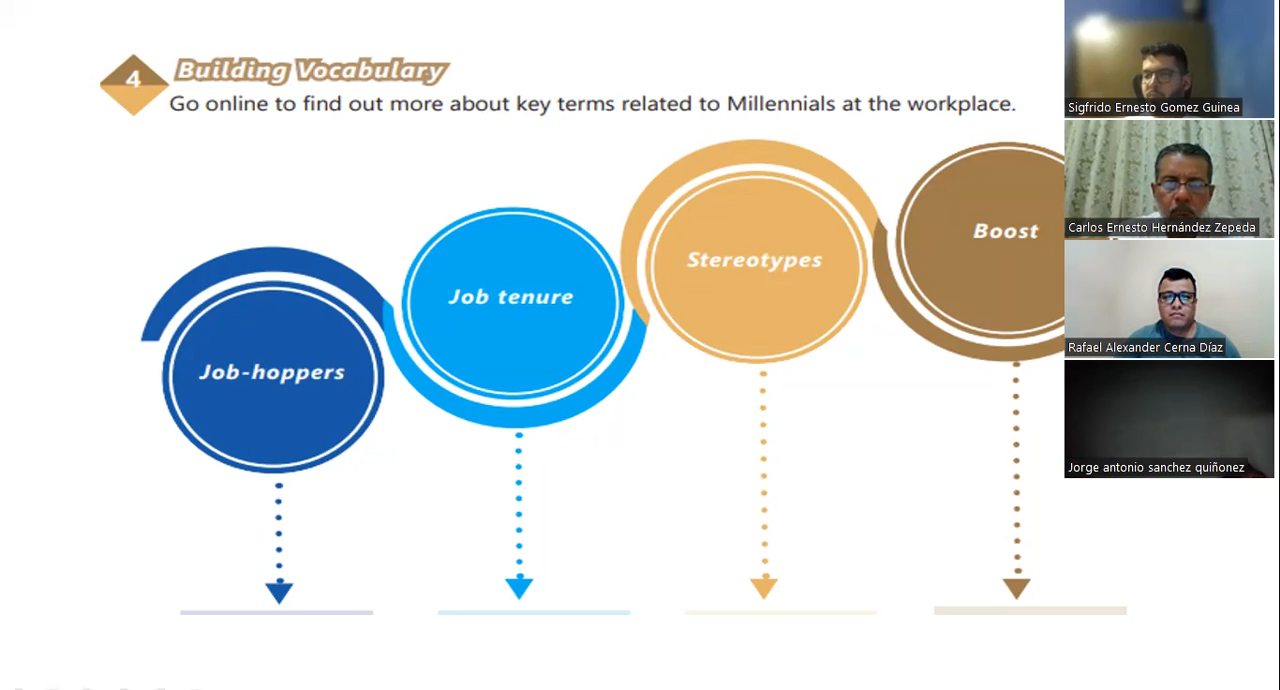 4
Building Vocabulary
Go online to find out more about key terms related to Millennials at the workplace.
Job-hoppers
Job tenure
Stereotypes
Boost
Sigfrido Ernesto Gomez Guinea
Carlos Ernesto Hernández Zepeda
Rafael Alexander Cerna Díaz
Jorge antonio sanchez quiñonez